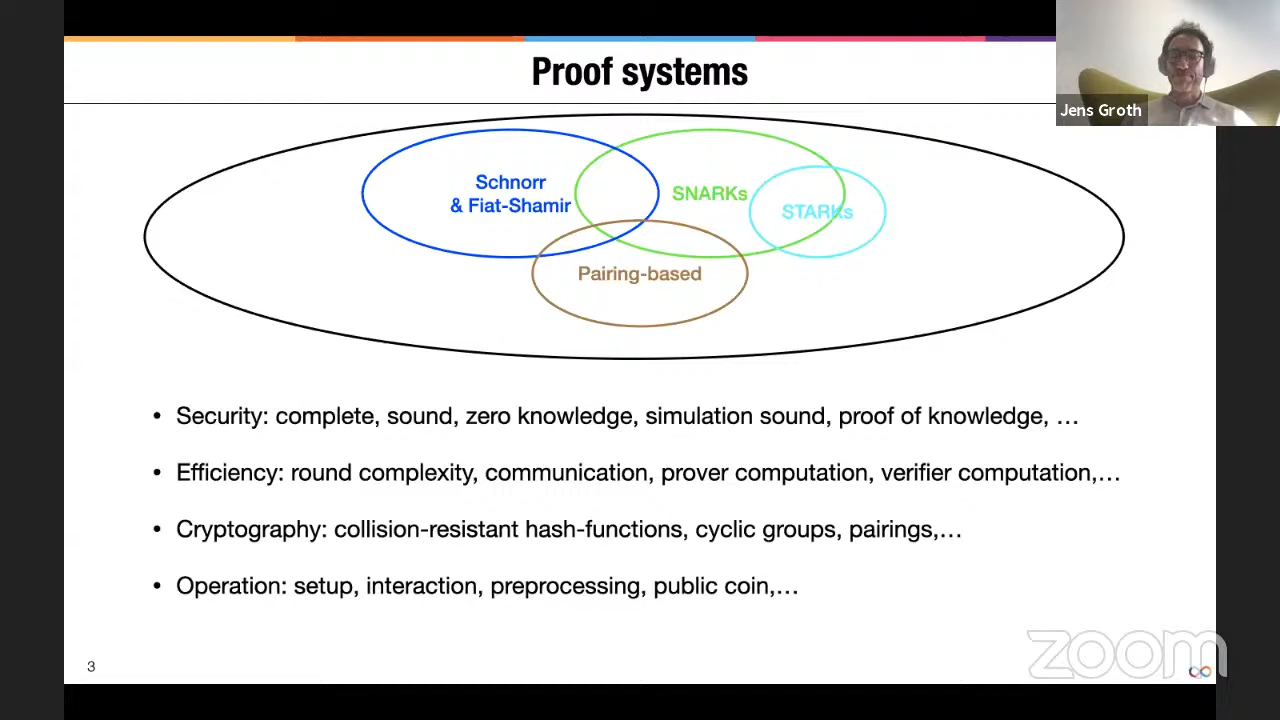 Proof systems
Jens Groth
Schnorr
& Fiat-Shamir
SNARKs
STARKs
Pairing-based
• Security: complete, sound, zero knowledge, simulation sound, proof of knowledge, …
• Efficiency: round complexity, communication, prover computation, verifier computation,…
• Cryptography: collision-resistant hash-functions, cyclic groups, pairings,…
• Operation: setup, interaction, preprocessing, public coin,…
zoom
3